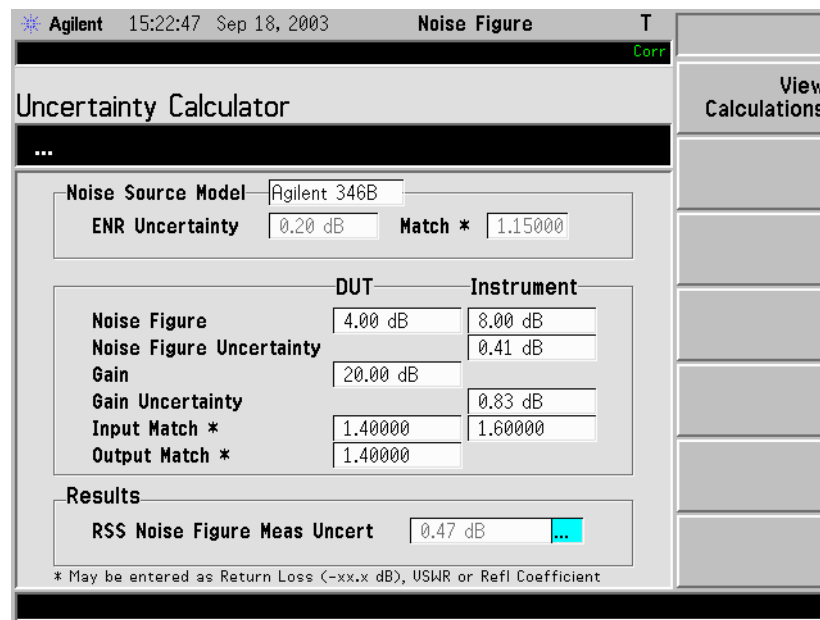 Agilent 15:22:47 Sep 18, 2003 Noise Figure T
Corr
View
Calculations
Uncertainty Calculator
...
Noise Source Model Agilent 346B
ENR Uncertainty 0.20 dB Match * 1.15000
DUT Instrument
Noise Figure 4.00 dB 8.00 dB
Noise Figure Uncertainty 0.41 dB
Gain 20.00 dB
Gain Uncertainty 0.83 dB
Input Match * 1.40000 1.60000
Output Match * 1.40000
Results
RSS Noise Figure Meas Uncert 0.47 dB ...
* May be entered as Return Loss (-xx.x dB), VSWR or Refl Coefficient